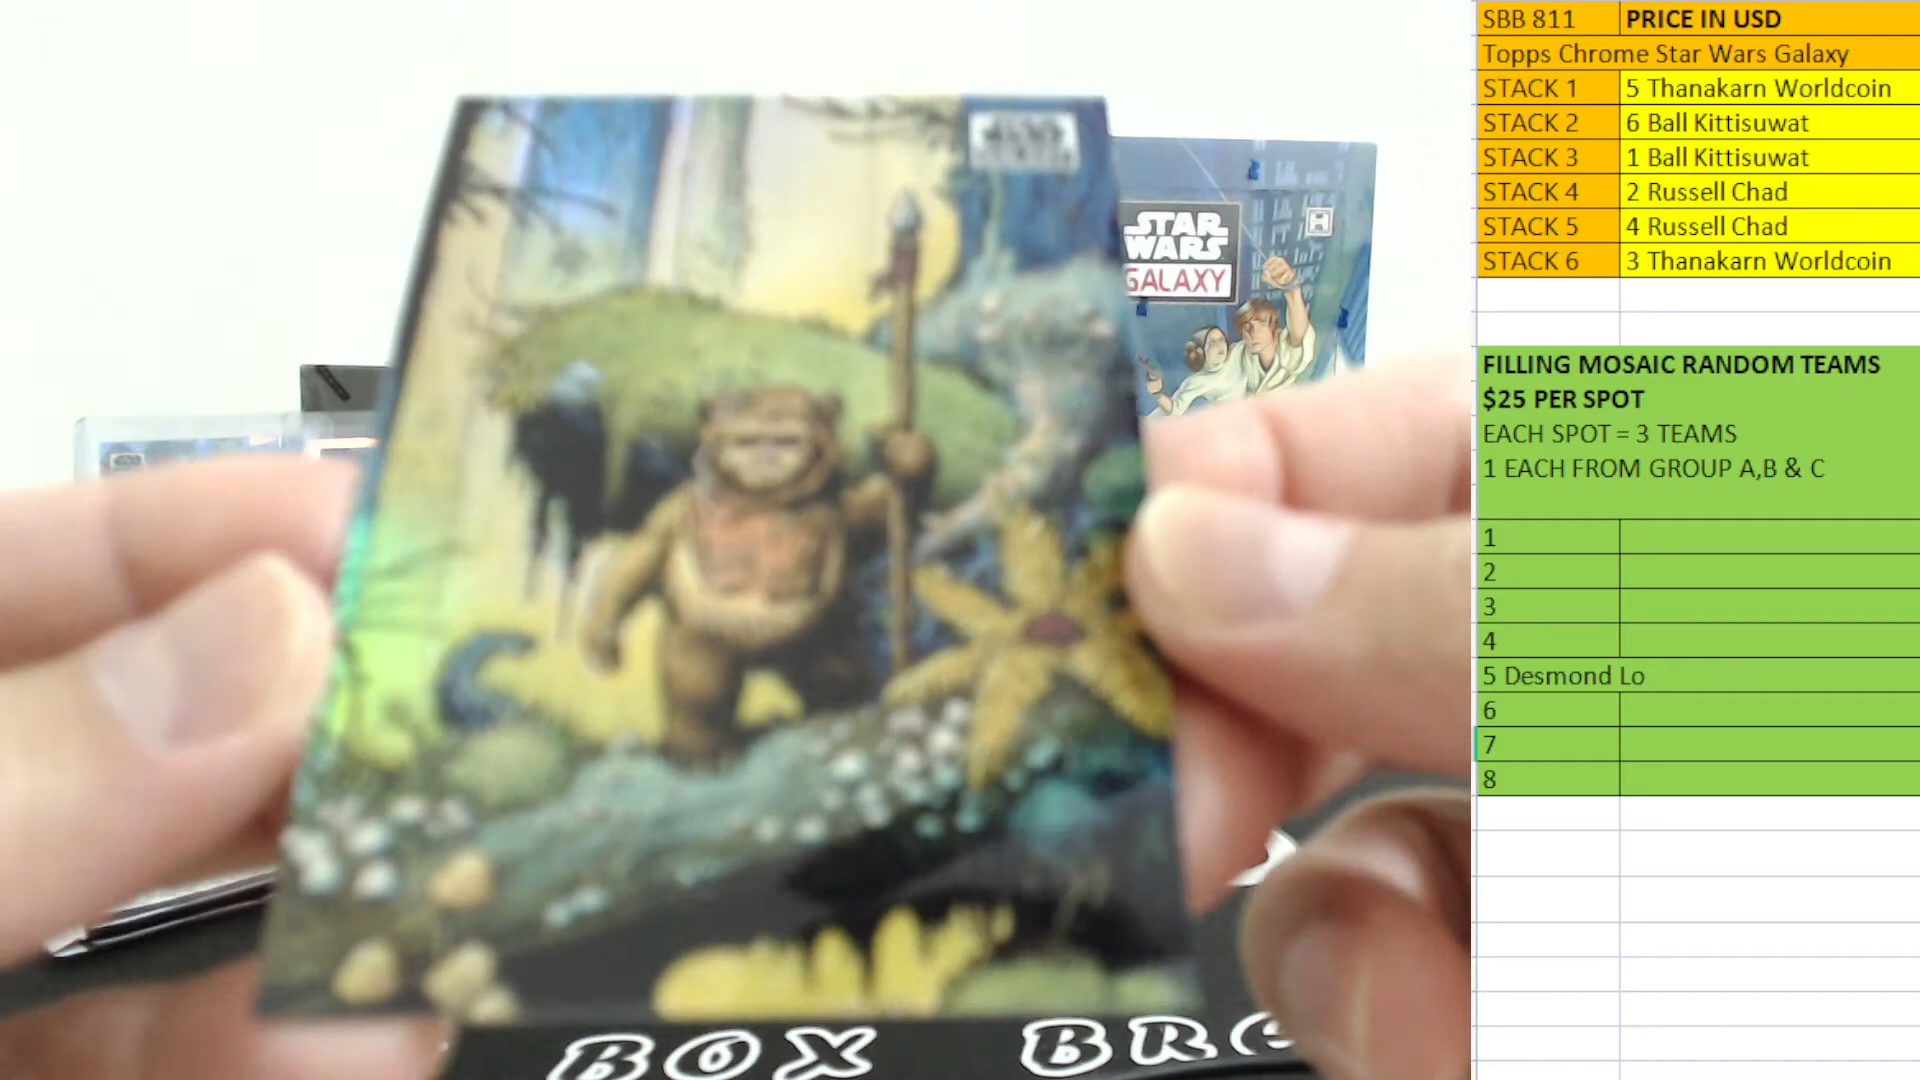 SBB 811 PRICE IN USD
Topps Chrome Star Wars Galaxy
STACK 1 5 Thanakarn Worldcoin
STACK 2 6 Ball Kittisuwat
STACK 3 1 Ball Kittisuwat
STACK 4 2 Russell Chad
STACK 5 4 Russell Chad
STACK 6 3 Thanakarn Worldcoin
FILLING MOSAIC RANDOM TEAMS
$25 PER SPOT
EACH SPOT = 3 TEAMS
1 EACH FROM GROUP A,B & C
1
2
3
4
5 Desmond Lo
6
7
8
STAR
WARS
GALAXY
BOX BRE